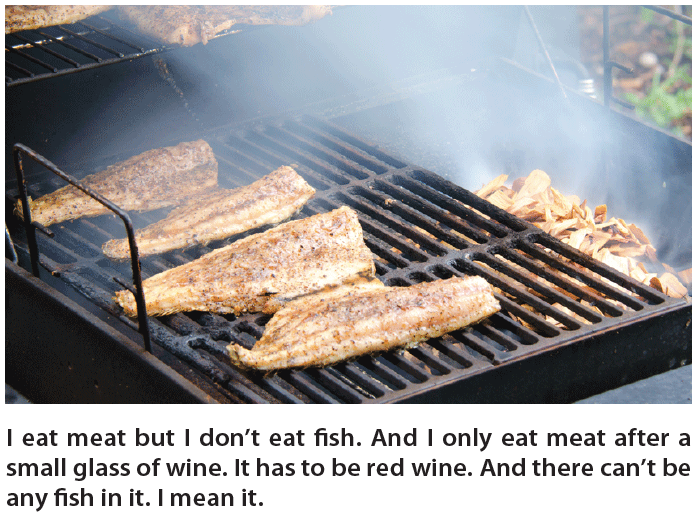 I eat meat but I don’t eat fish. And I only eat meat after a
small glass of wine. It has to be red wine. And there can’t be
any fish in it. I mean it.